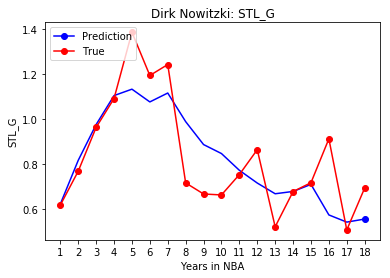 Dirk Nowitzki: STL_G
Prediction
True
STL_G
1.4
1.2
1.0
0.8
0.6
1 2 3 4 5 6 7 8 9 10 11 12 13 14 15 16 17 18
Years in NBA